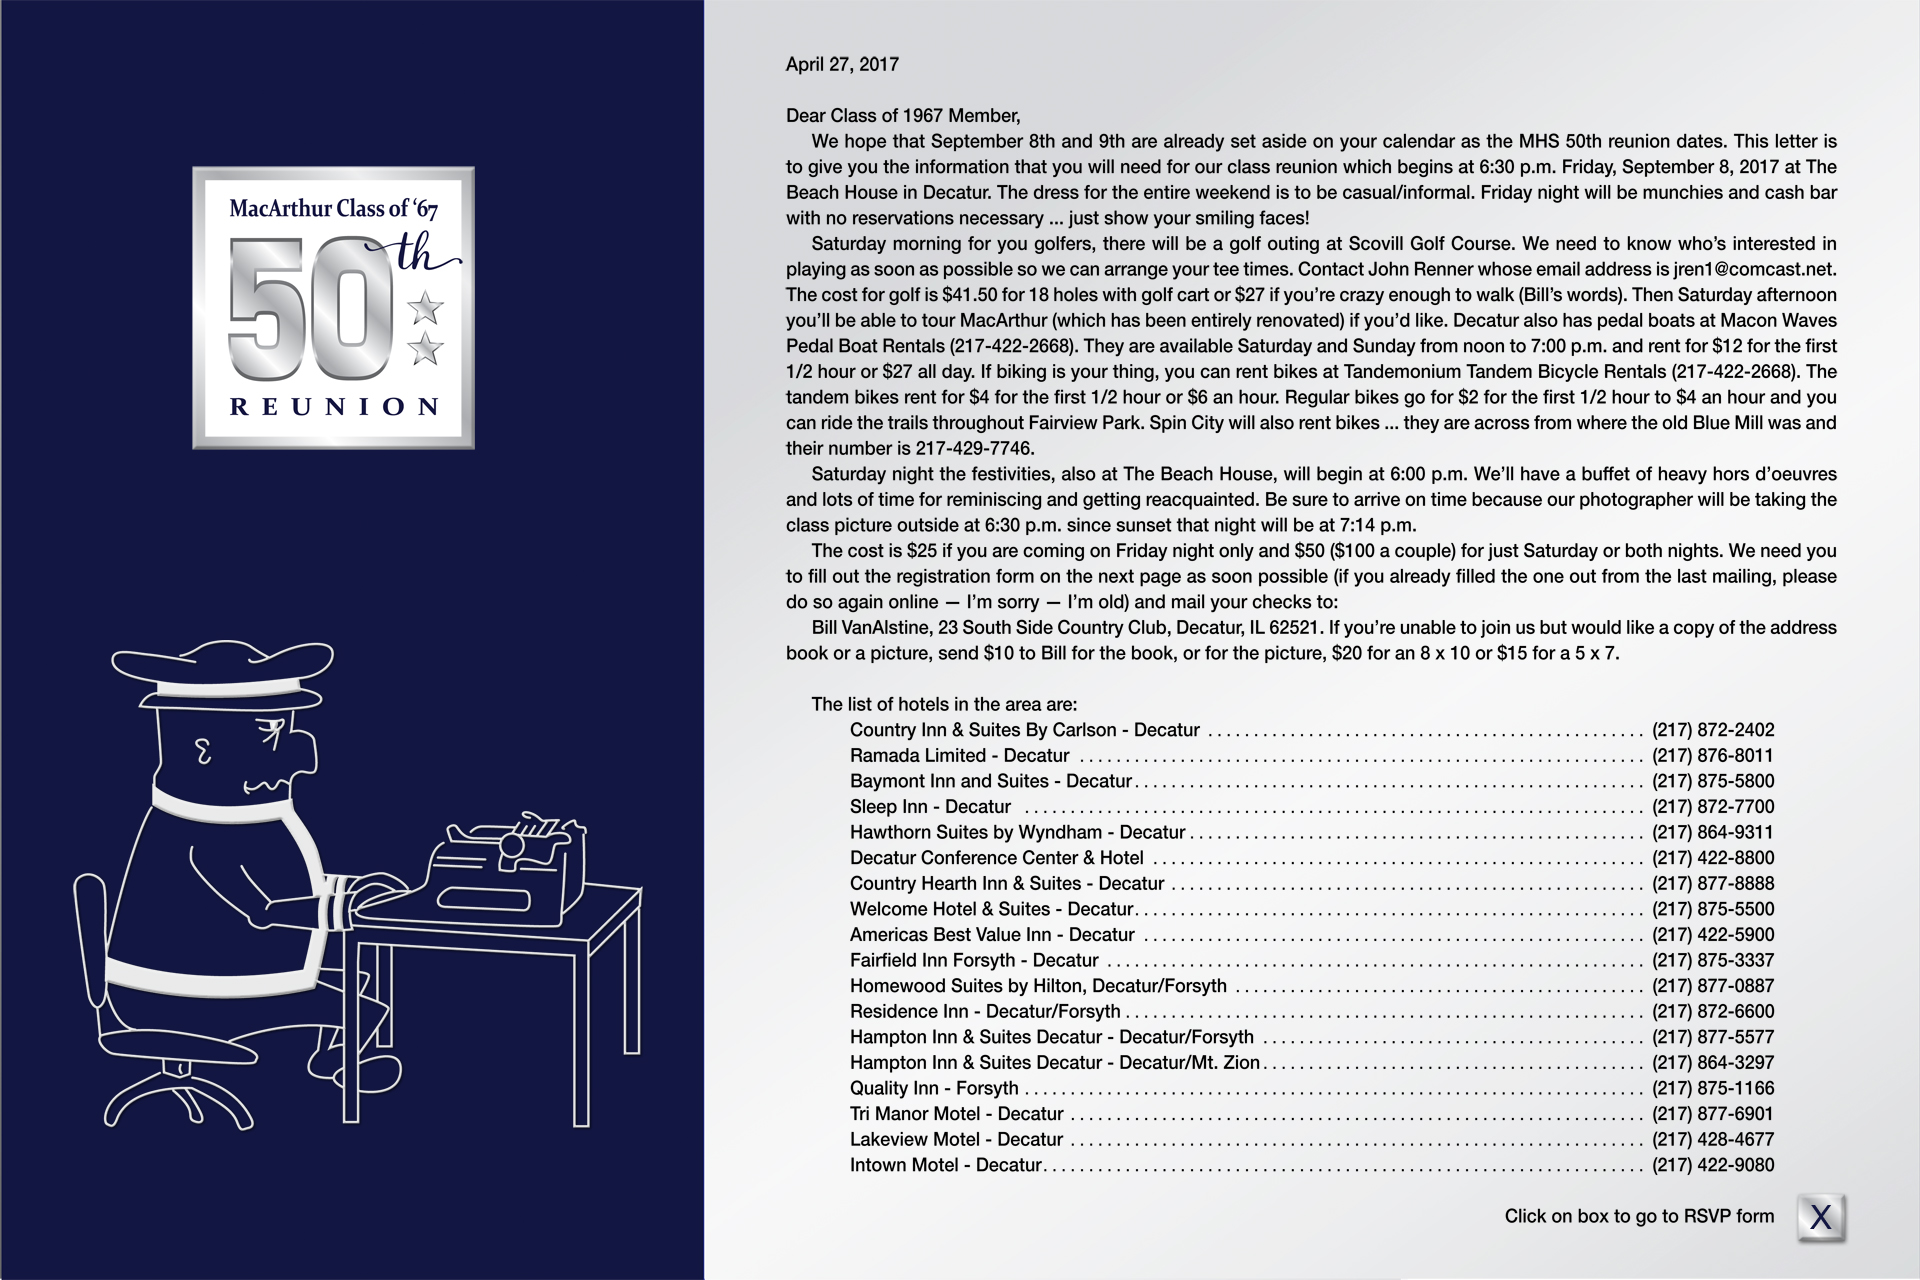 MacArthur Class of ‘67
50th
REUNION
April 27, 2017
Dear Class of 1967 Member,
We hope that September 8th and 9th are already set aside on your calendar as the MHS 50th reunion dates. This letter is
to give you the information that you will need for our class reunion which begins at 6:30 p.m. Friday, September 8, 2017 at The
Beach House in Decatur. The dress for the entire weekend is to be casual/informal. Friday night will be munchies and cash bar
with no reservations necessary ... just show your smiling faces!
Saturday morning for you golfers, there will be a golf outing at Scovill Golf Course. We need to know who’s interested in
playing as soon as possible so we can arrange your tee times. Contact John Renner whose email address is jren1@comcast.net.
The cost for golf is $41.50 for 18 holes with golf cart or $27 if you’re crazy enough to walk (Bill’s words). Then Saturday afternoon
you’ll be able to tour MacArthur (which has been entirely renovated) if you’d like. Decatur also has pedal boats at Macon Waves
Pedal Boat Rentals (217-422-2668). They are available Saturday and Sunday from noon to 7:00 p.m. and rent for $12 for the first
1/2 hour or $27 all day. If biking is your thing, you can rent bikes at Tandemonium Tandem Bicycle Rentals (217-422-2668). The
tandem bikes rent for $4 for the first 1/2 hour or $6 an hour. Regular bikes go for $2 for the first 1/2 hour to $4 an hour and you
can ride the trails throughout Fairview Park. Spin City will also rent bikes ... they are across from where the old Blue Mill was and
their number is 217-429-7746.
Saturday night the festivities, also at The Beach House, will begin at 6:00 p.m. We’ll have a buffet of heavy hors d’oeuvres
and lots of time for reminiscing and getting reacquainted. Be sure to arrive on time because our photographer will be taking the
class picture outside at 6:30 p.m. since sunset that night will be at 7:14 p.m.
The cost is $25 if you are coming on Friday night only and $50 ($100 a couple) for just Saturday or both nights. We need you
to fill out the registration form on the next page as soon possible (if you already filled the one out from the last mailing, please
do so again online — I’m sorry — I’m old) and mail your checks to:
Bill VanAlstine, 23 South Side Country Club, Decatur, IL 62521. If you’re unable to join us but would like a copy of the address
book or a picture, send $10 to Bill for the book, or for the picture, $20 for an 8 x 10 or $15 for a 5 x 7.
The list of hotels in the area are:
Country Inn & Suites By Carlson - Decatur (217) 872-2402
Ramada Limited - Decatur (217) 876-8011
Baymont Inn and Suites - Decatur (217) 875-5800
Sleep Inn - Decatur (217) 872-7700
Hawthorn Suites by Wyndham - Decatur (217) 864-9311
Decatur Conference Center & Hotel (217) 422-8800
Country Hearth Inn & Suites - Decatur (217) 877-8888
Welcome Hotel & Suites - Decatur (217) 875-5500
Americas Best Value Inn - Decatur (217) 422-5900
Fairfield Inn Forsyth - Decatur (217) 875-3337
Homewood Suites by Hilton, Decatur/Forsyth (217) 877-0887
Residence Inn - Decatur/Forsyth (217) 872-6600
Hampton Inn & Suites Decatur - Decatur/Forsyth (217) 877-5577
Hampton Inn & Suites Decatur - Decatur/Mt. Zion (217) 864-3297
Quality Inn - Forsyth (217) 875-1166
Tri Manor Motel - Decatur (217) 877-6901
Lakeview Motel - Decatur (217) 428-4677
Intown Motel - Decatur (217) 422-9080
Click on box to go to RSVP form X